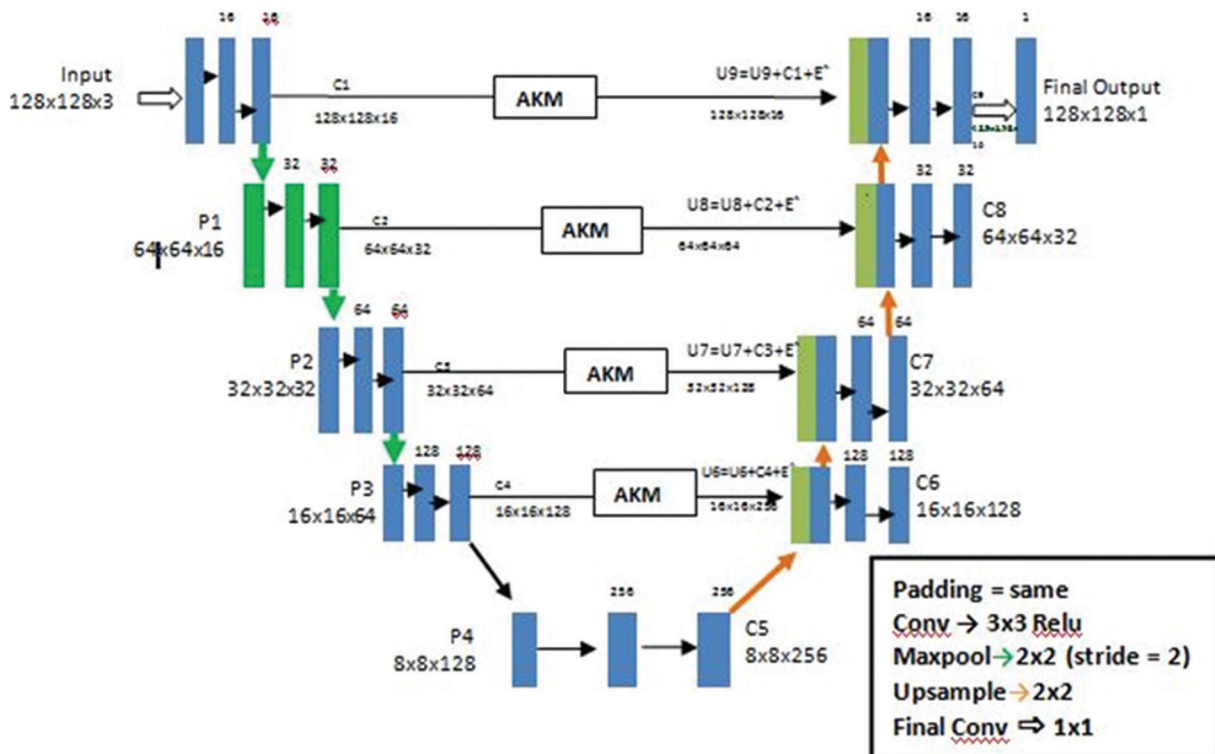 16 16
16 16 1
Input
128x128x3
C1
128x128x16
AKM
U9=U9+C1+E^
128x128x16
C9
Final Output
128x128x1
32 32
32 32
P1
64x64x16
C2
64x64x32
AKM
U8=U8+C2+E^
64x64x64
C8
64x64x32
64 64
64 64
P2
32x32x32
C3
32x32x64
AKM
U7=U7+C3+E^
32x32x128
C7
32x32x64
128 128
128 128
P3
16x16x64
C4
16x16x128
AKM
U6=U6+C4+E^
16x16x256
C6
16x16x128
256 256
P4
8x8x128
C5
8x8x256
Padding = same
Conv → 3x3 Relu
Maxpool→2x2 (stride = 2)
Upsample→2x2
Final Conv ⇨ 1x1